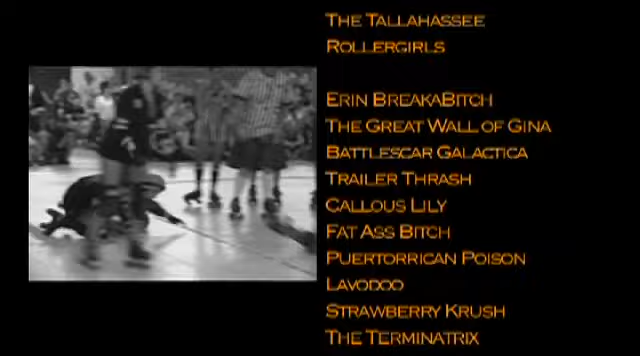 The Tallahassee
Rollergirls
Erin BreakaBitch
The Great Wall of Gina
Battlescar Galactica
Trailer Thrash
Callous Lily
Fat Ass Bitch
Puertorrican Poison
Lavodoo
Strawberry Krush
The Terminatrix